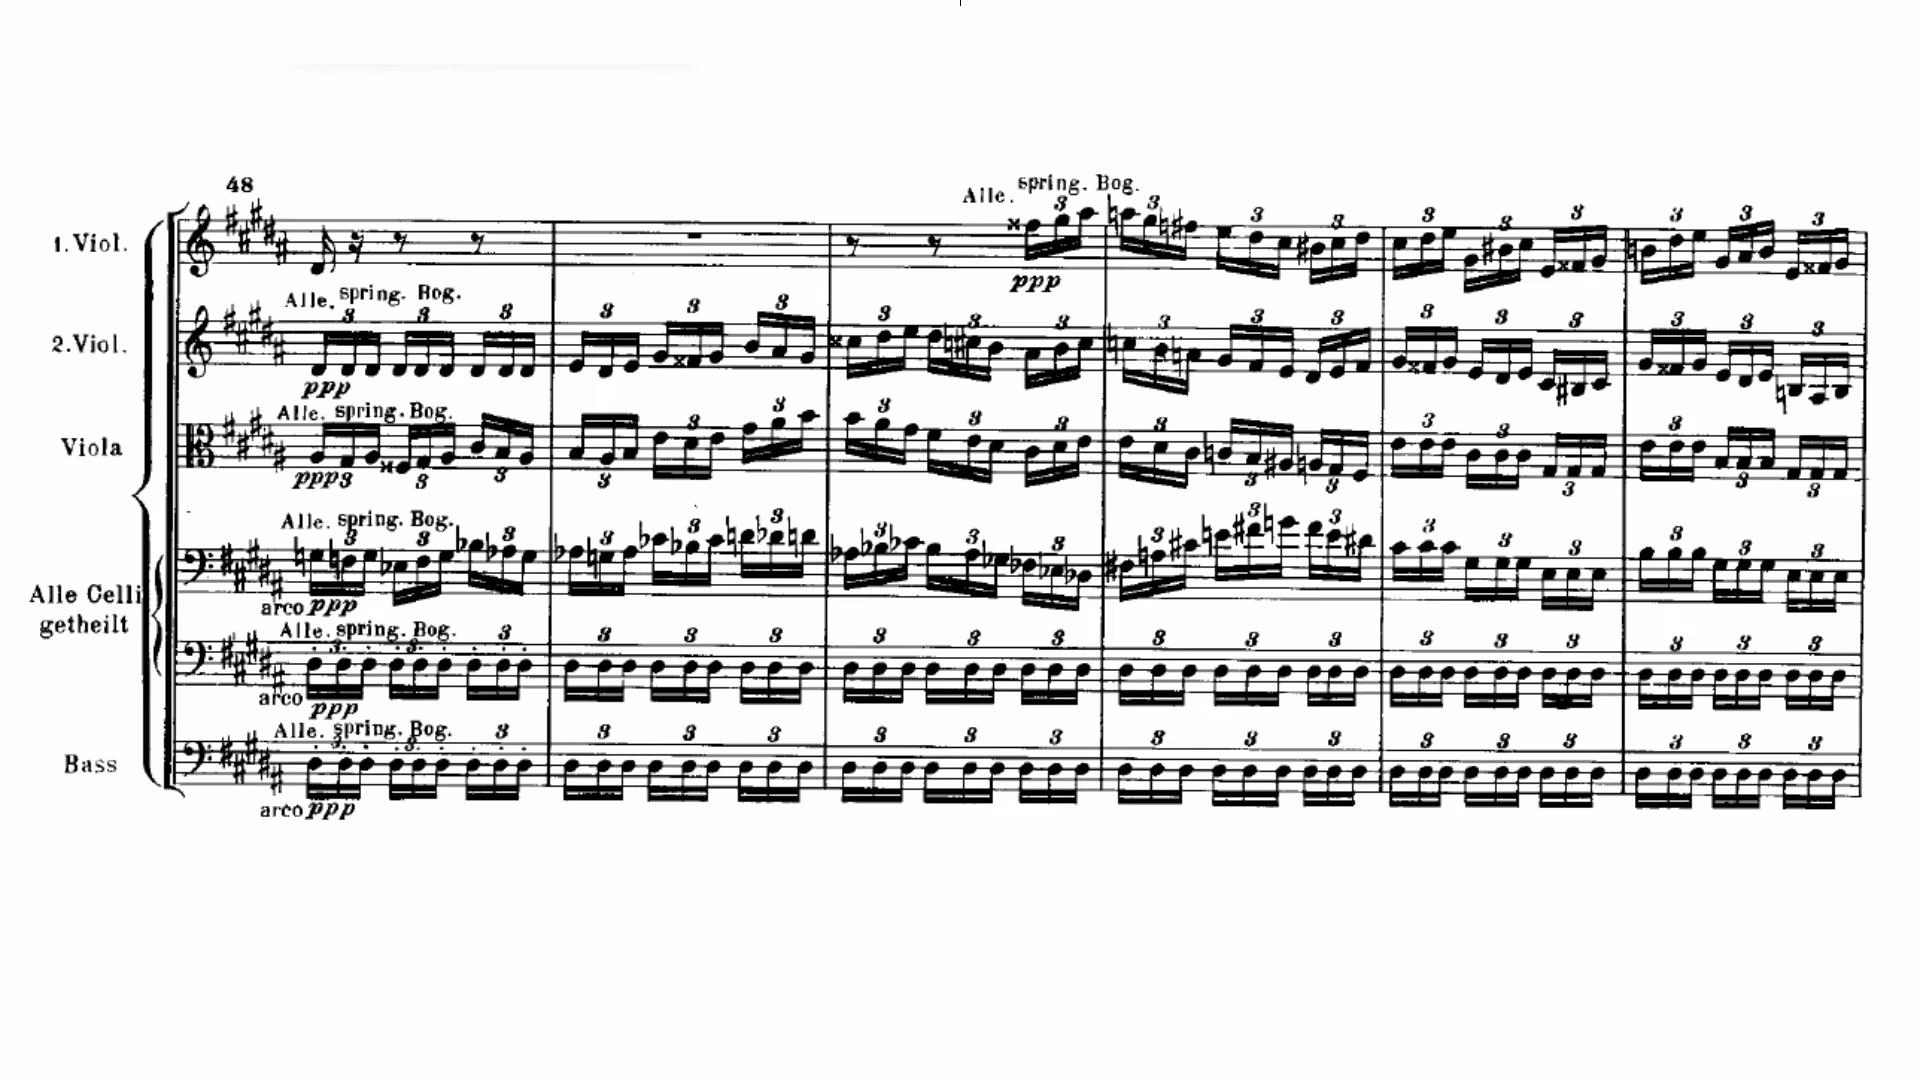 48
Alle. spring. Bog.
1. Viol.
ppp
Alle. spring. Bog.
2. Viol.
ppp
Alle. spring. Bog.
Viola
ppp
Alle. spring. Bog.
arco ppp
Alle Celli
getheilt
Alle. spring. Bog.
arco ppp
Alle. spring. Bog.
Bass
arco ppp